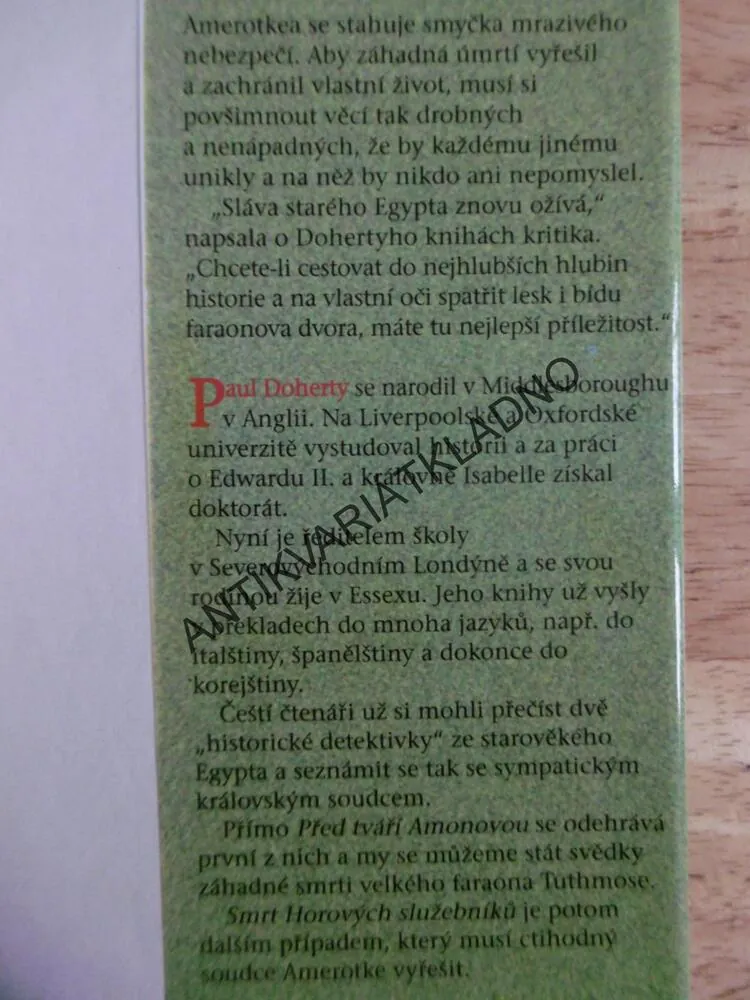 Amerotkea se stahuje smyčka mrazivého
nebezpečí. Aby záhadná úmrtí vyřešil
a zachránil vlastní život, musí si
povšimnout věcí tak drobných
a nenápadných, že by každému jinému
unikly a na něž by nikdo ani nepomyslel.
„Sláva starého Egypta znovu ožívá,“
napsala o Dohertyho knihách kritika.
„Chcete-li cestovat do nejhlubších hlubin
historie a na vlastní oči spatřit lesk i bídu
faraonova dvora, máte tu nejlepší příležitost.“
Paul Doherty se narodil v Middlesboroughu
v Anglii. Na Liverpoolské a Oxfordské
univerzitě vystudoval historii a za práci
o Edwardu II. a královně Isabelle získal
doktorát.
Nyní je ředitelem školy
v Severovýchodním Londýně a se svou
rodinou žije v Essexu. Jeho knihy už vyšly
v překladech do mnoha jazyků, např. do
italštiny, španělštiny a dokonce do
korejštiny.
Čeští čtenáři už si mohli přečíst dvě
„historické detektivky“ ze starověkého
Egypta a seznámit se tak se sympatickým
královským soudcem.
Přímo Před tváří Amonovou se odehrává
první z nich a my se můžeme stát svědky
záhadné smrti velkého faraona Tuthmose.
Smrt Horových služebníků je potom
dalším případem, který musí ctihodný
soudce Amerotke vyřešit.
ANTIKVARIATKLADNO